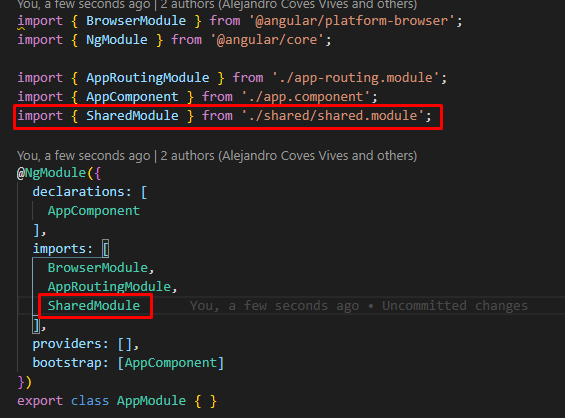 You, a few seconds ago | 2 authors (Alejandro Coves Vives and others)
import { BrowserModule } from '@angular/platform-browser';
import { NgModule } from '@angular/core';
import { AppRoutingModule } from './app-routing.module';
import { AppComponent } from './app.component';
import { SharedModule } from './shared/shared.module';
You, a few seconds ago | 2 authors (Alejandro Coves Vives and others)
@NgModule({
declarations: [
AppComponent
],
imports: [
BrowserModule,
AppRoutingModule,
SharedModule You, a few seconds ago • Uncommitted changes
],
providers: [],
bootstrap: [AppComponent]
})
export class AppModule { }